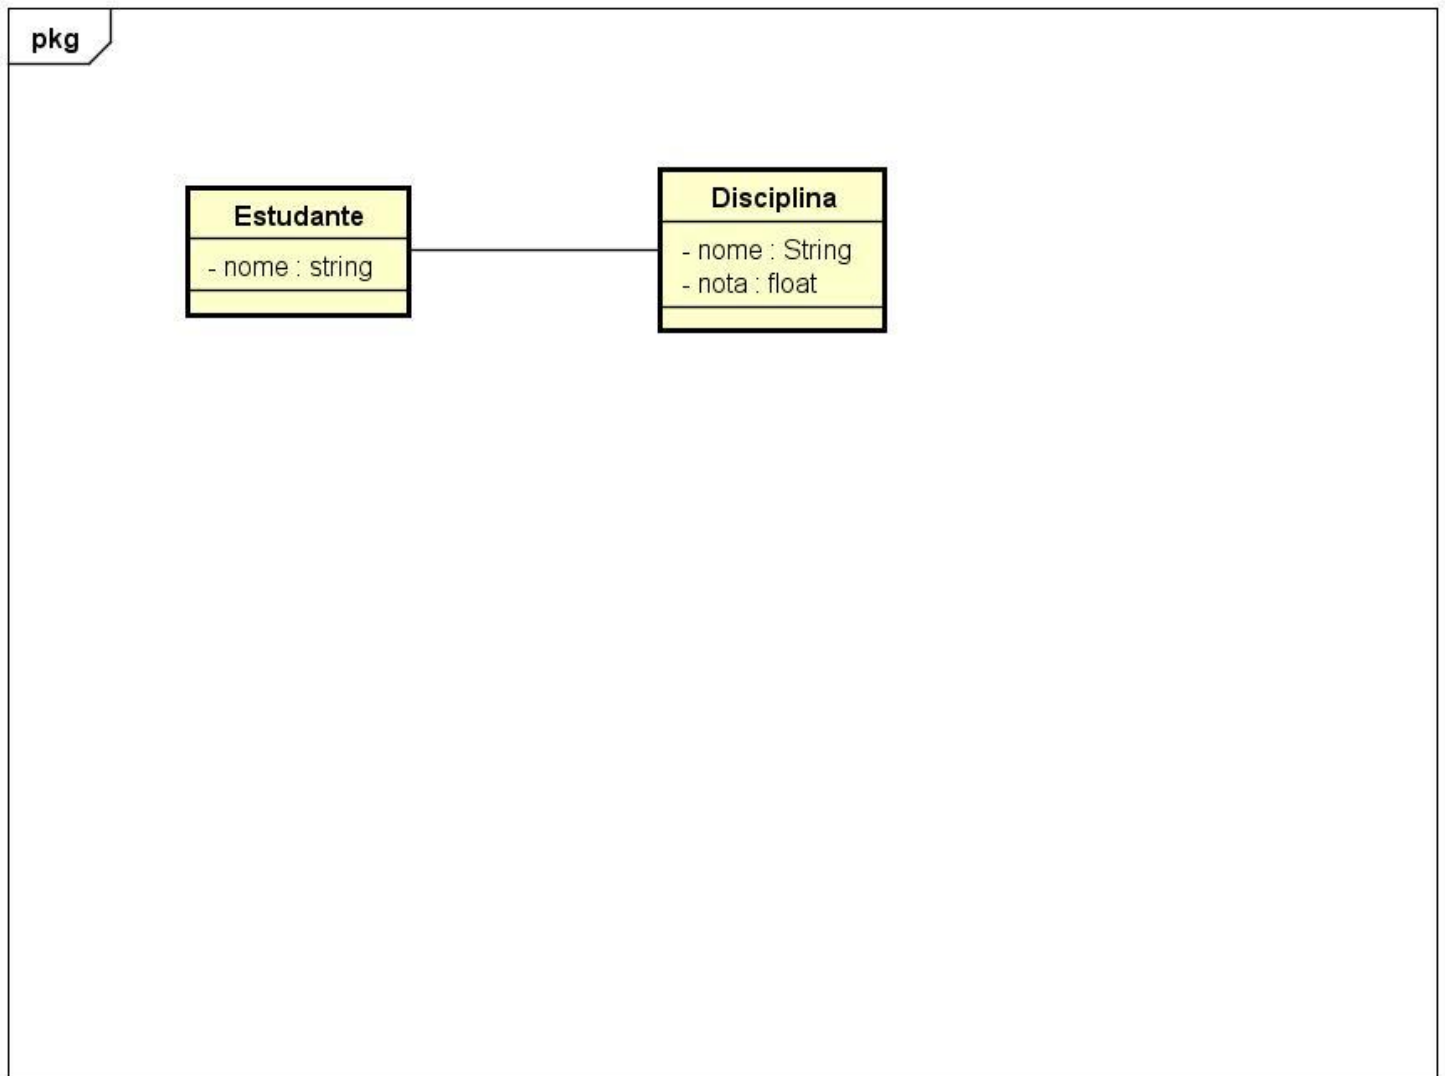 pkg
Estudante
- nome : string
Disciplina
- nome : String
- nota : float